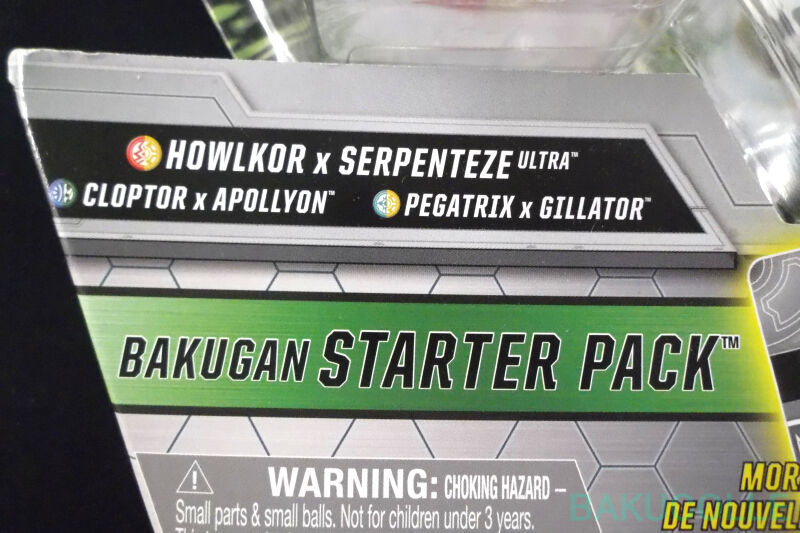 HOWLKOR x SERPENTEZE ULTRA™
CLOPTOR x APOLLYON™ PEGATRIX x GILLATOR™
BAKUGAN STARTER PACK™
WARNING: CHOKING HAZARD –
Small parts & small balls. Not for children under 3 years.
MOR
DE NOUVEL